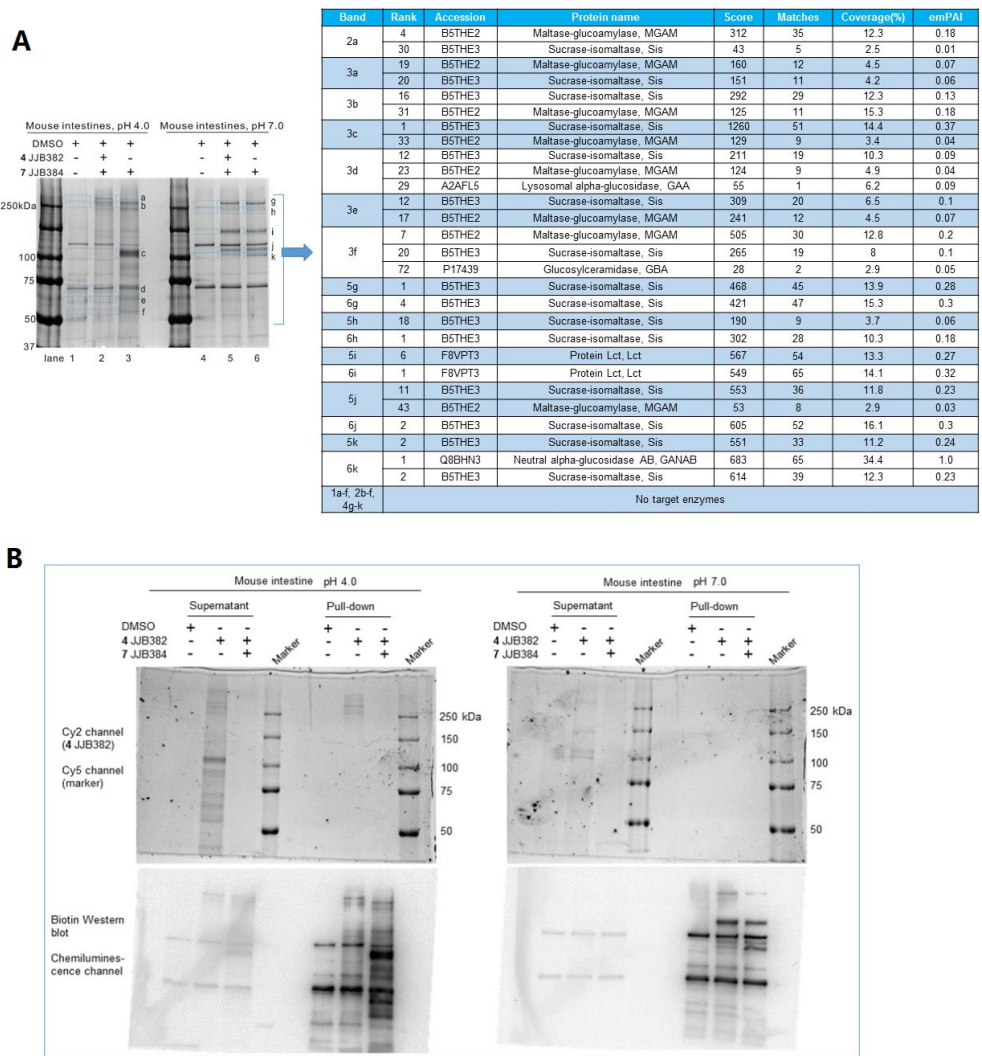 A
Mouse intestines, pH 4.0 Mouse intestines, pH 7.0
DMSO + + + + + +
4 JJB382 - + - - + -
7 JJB384 - + + - + +
250kDa
100
75
50
37
a
b
c
d
e
f
g
h
i
j
k
lane 1 2 3 4 5 6
Band Rank Accession Protein name Score Matches Coverage(%) emPAI
2a 4 B5THE2 Maltase-glucoamylase, MGAM 312 35 12.3 0.18
30 B5THE3 Sucrase-isomaltase, Sis 43 5 2.5 0.01
3a 19 B5THE2 Maltase-glucoamylase, MGAM 160 12 4.5 0.07
20 B5THE3 Sucrase-isomaltase, Sis 151 11 4.2 0.06
3b 16 B5THE3 Sucrase-isomaltase, Sis 292 29 12.3 0.13
31 B5THE2 Maltase-glucoamylase, MGAM 125 11 15.3 0.18
3c 1 B5THE3 Sucrase-isomaltase, Sis 1260 51 14.4 0.37
33 B5THE2 Maltase-glucoamylase, MGAM 129 9 3.4 0.04
3d 12 B5THE3 Sucrase-isomaltase, Sis 211 19 10.3 0.09
23 B5THE2 Maltase-glucoamylase, MGAM 124 9 4.9 0.04
29 A2AFL5 Lysosomal alpha-glucosidase, GAA 55 1 6.2 0.09
3e 12 B5THE3 Sucrase-isomaltase, Sis 309 20 6.5 0.1
17 B5THE2 Maltase-glucoamylase, MGAM 241 12 4.5 0.07
3f 7 B5THE2 Maltase-glucoamylase, MGAM 505 30 12.8 0.2
20 B5THE3 Sucrase-isomaltase, Sis 265 19 8 0.1
72 P17439 Glucosylceramidase, GBA 28 2 2.9 0.05
5g 1 B5THE3 Sucrase-isomaltase, Sis 468 45 13.9 0.28
6g 4 B5THE3 Sucrase-isomaltase, Sis 421 47 15.3 0.3
5h 18 B5THE3 Sucrase-isomaltase, Sis 190 9 3.7 0.06
6h 1 B5THE3 Sucrase-isomaltase, Sis 302 28 10.3 0.18
5i 6 F8VPT3 Protein Lct, Lct 567 54 13.3 0.27
6i 1 F8VPT3 Protein Lct, Lct 549 65 14.1 0.32
5j 11 B5THE3 Sucrase-isomaltase, Sis 553 36 11.8 0.23
43 B5THE2 Maltase-glucoamylase, MGAM 53 8 2.9 0.03
6j 2 B5THE3 Sucrase-isomaltase, Sis 605 52 16.1 0.3
5k 2 B5THE3 Sucrase-isomaltase, Sis 551 33 11.2 0.24
6k 1 Q8BHN3 Neutral alpha-glucosidase AB, GANAB 683 65 34.4 1.0
2 B5THE3 Sucrase-isomaltase, Sis 614 39 12.3 0.23
1a-f, 2b-f, 4g-k No target enzymes
B
Mouse intestine pH 4.0 Mouse intestine pH 7.0
Supernatant Pull-down Supernatant Pull-down
DMSO + - - + - - DMSO + - - + - -
4 JJB382 - + + - + + 4 JJB382 - + + - + +
7 JJB384 - - + - - + 7 JJB384 - - + - - +
Marker Marker Marker Marker
Cy2 channel
(4 JJB382)
Cy5 channel
(marker)
250 kDa
150
100
75
50
250 kDa
150
100
75
50
Biotin Western
blot
Chemilumines-
cence channel